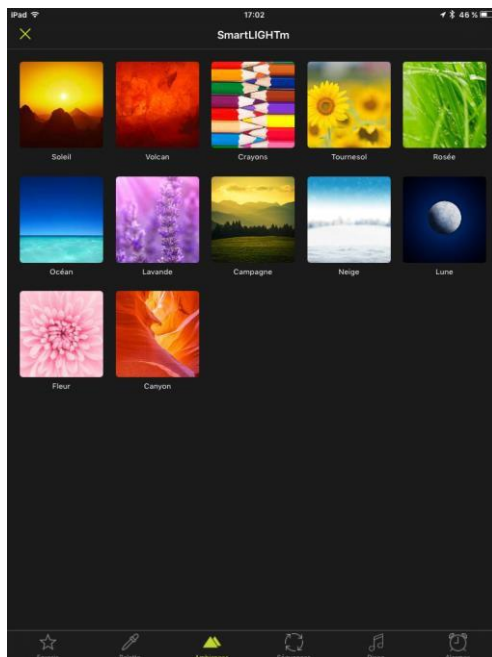 iPad 17:02 46 %
SmartLIGHTm
Soleil Volcan Crayons Tournesol Rosée
Océan Lavande Campagne Neige Lune
Fleur Canyon